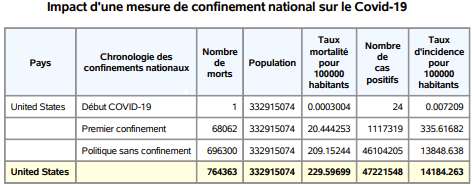 Impact d'une mesure de confinement national sur le Covid-19
Pays | Chronologie des confinements nationaux | Nombre de morts | Population | Taux mortalité pour 100000 habitants | Nombre de cas positifs | Taux d'incidence pour 100000 habitants
United States | Début COVID-19 | 1 | 332915074 | 0.0003004 | 24 | 0.007209
Premier confinement | 68062 | 332915074 | 20.444253 | 1117319 | 335.61682
Politique sans confinement | 696300 | 332915074 | 209.15244 | 46104205 | 13848.638
United States | 764363 | 332915074 | 229.59699 | 47221548 | 14184.263